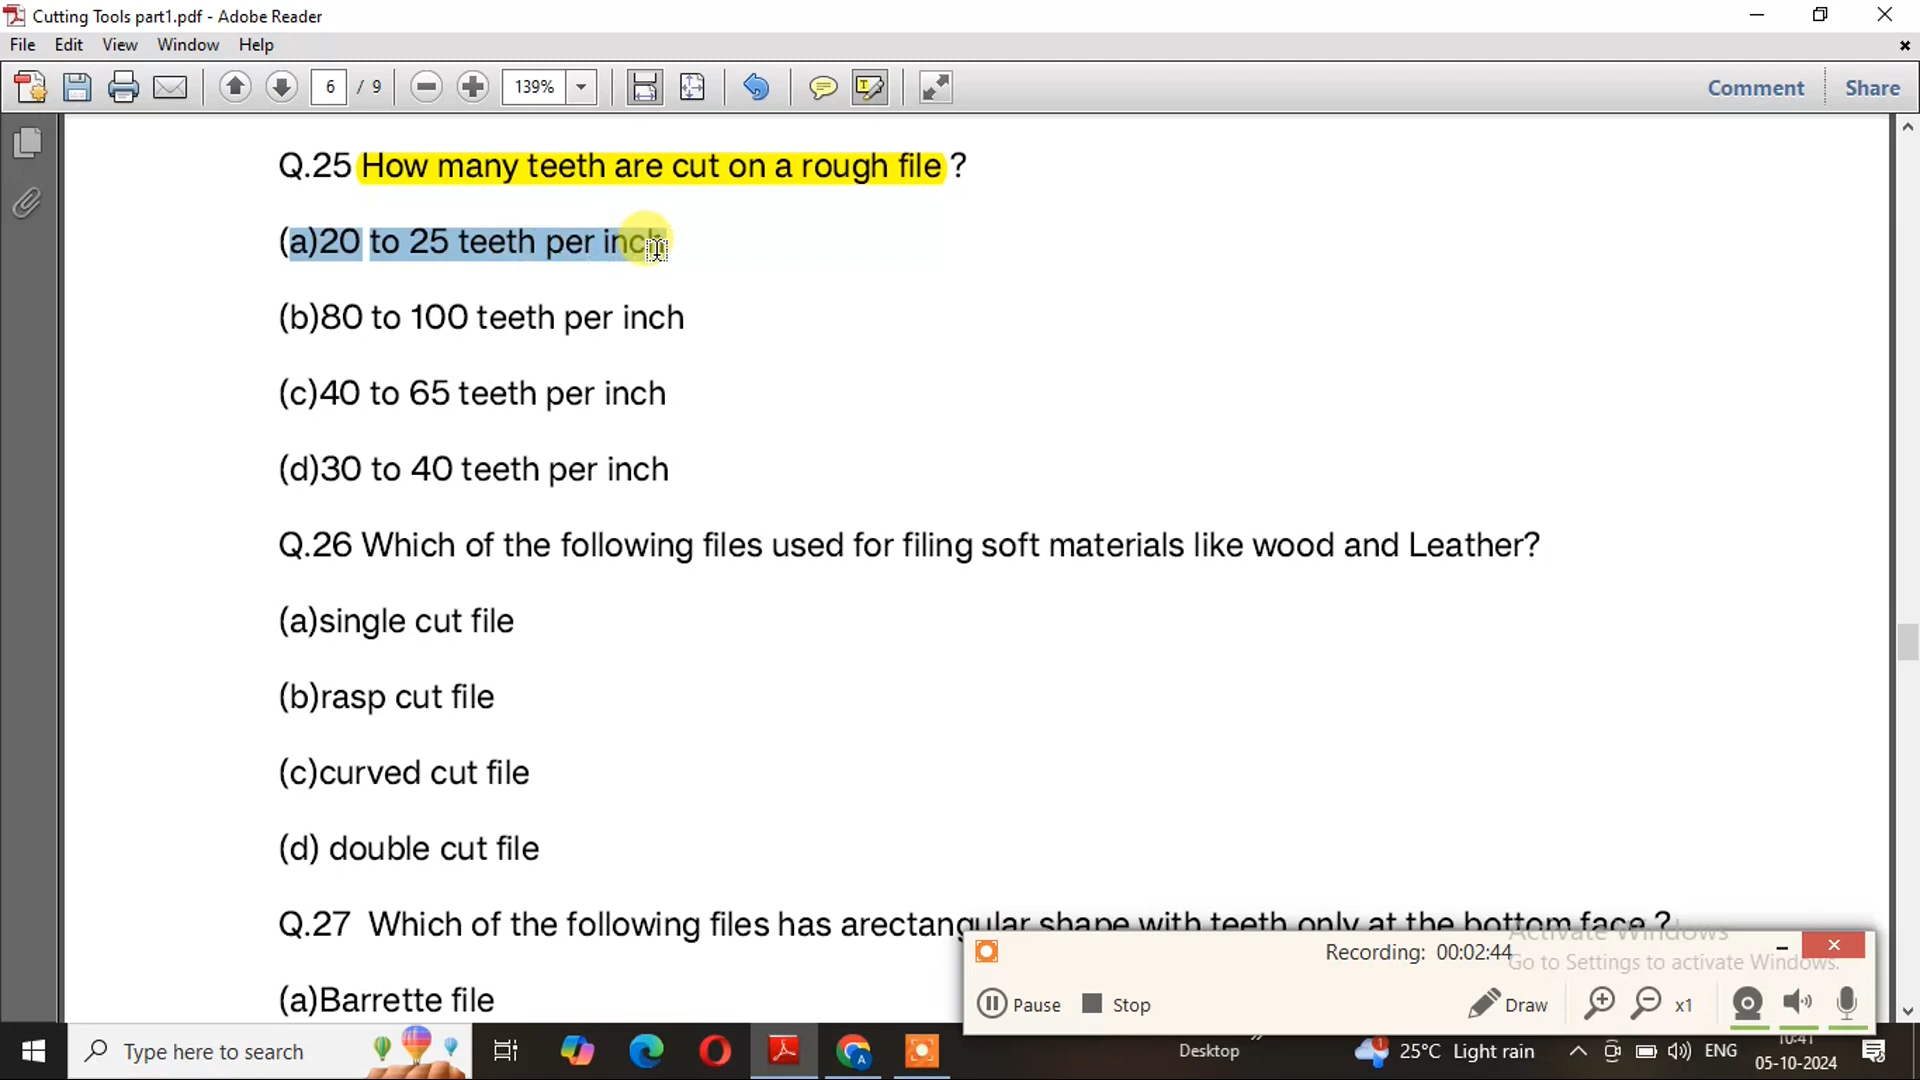 Cutting Tools part1.pdf - Adobe Reader
File Edit View Window Help
6 / 9 139% Comment Share
Q.25 How many teeth are cut on a rough file ?
(a)20 to 25 teeth per inch
(b)80 to 100 teeth per inch
(c)40 to 65 teeth per inch
(d)30 to 40 teeth per inch
Q.26 Which of the following files used for filing soft materials like wood and Leather?
(a)single cut file
(b)rasp cut file
(c)curved cut file
(d) double cut file
Q.27 Which of the following files has arectangular shape with teeth only at the bottom face ?
(a)Barrette file
Activate Windows
Go to Settings to activate Windows.
Recording: 00:02:44
Pause Stop Draw x1
Type here to search
Desktop
25°C Light rain
ENG
10:41
05-10-2024